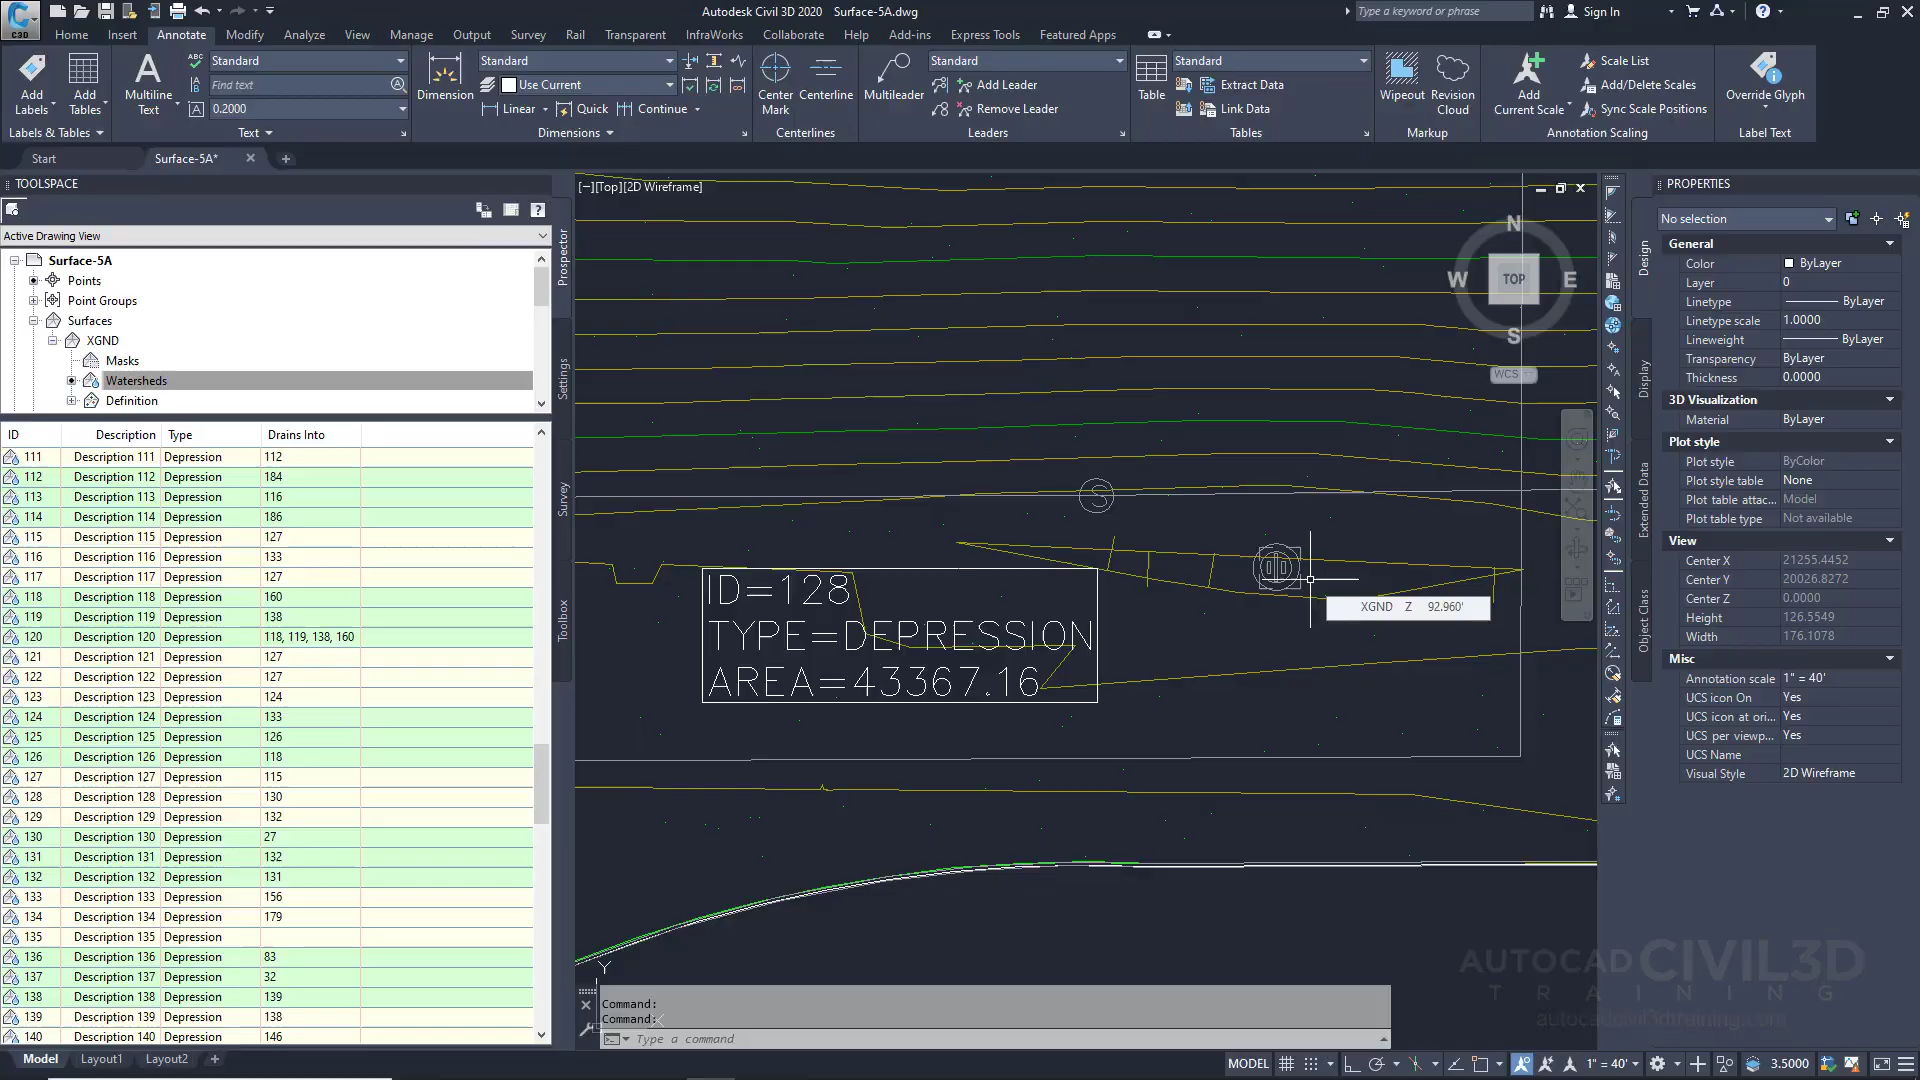 Autodesk Civil 3D 2020 Surface-5A.dwg
Type a keyword or phrase
Sign In
C3D
Home Insert Annotate Modify Analyze View Manage Output Survey Rail Transparent InfraWorks Collaborate Help Add-ins Express Tools Featured Apps
Add Labels
Add Tables
Labels & Tables
Multiline Text
ABC
Standard
Find text
0.2000
Text
Dimension
Standard
Use Current
Linear Quick Continue
Dimensions
Center Mark
Centerline
Centerlines
Multileader
Standard
Add Leader
Remove Leader
Leaders
Table
Standard
Extract Data
Link Data
Tables
Wipeout
Revision Cloud
Markup
Add Current Scale
Scale List
Add/Delete Scales
Sync Scale Positions
Annotation Scaling
Override Glyph
Label Text
Start
Surface-5A*
TOOLSPACE
Active Drawing View
Surface-5A
Points
Point Groups
Surfaces
XGND
Masks
Watersheds
Definition
Prospector
Settings
Survey
Toolbox
ID Description Type Drains Into
111 Description 111 Depression 112
112 Description 112 Depression 184
113 Description 113 Depression 116
114 Description 114 Depression 186
115 Description 115 Depression 127
116 Description 116 Depression 133
117 Description 117 Depression 127
118 Description 118 Depression 160
119 Description 119 Depression 138
120 Description 120 Depression 118, 119, 138, 160
121 Description 121 Depression 127
122 Description 122 Depression 127
123 Description 123 Depression 124
124 Description 124 Depression 133
125 Description 125 Depression 126
126 Description 126 Depression 118
127 Description 127 Depression 115
128 Description 128 Depression 130
129 Description 129 Depression 132
130 Description 130 Depression 27
131 Description 131 Depression 132
132 Description 132 Depression 131
133 Description 133 Depression 156
134 Description 134 Depression 179
135 Description 135 Depression
136 Description 136 Depression 83
137 Description 137 Depression 32
138 Description 138 Depression 139
139 Description 139 Depression 138
140 Description 140 Depression 146
[−][Top][2D Wireframe]
N
W TOP E
S
WCS
S
ID=128
TYPE=DEPRESSION
AREA=43367.16
XGND Z 92.960'
Y
X
Command:
Command:
Type a command
PROPERTIES
No selection
Design
Display
Extended Data
Object Class
General
Color ByLayer
Layer 0
Linetype ByLayer
Linetype scale 1.0000
Lineweight ByLayer
Transparency ByLayer
Thickness 0.0000
3D Visualization
Material ByLayer
Plot style
Plot style ByColor
Plot style table None
Plot table attac... Model
Plot table type Not available
View
Center X 21255.4452
Center Y 20026.8272
Center Z 0.0000
Height 126.5549
Width 176.1078
Misc
Annotation scale 1" = 40'
UCS icon On Yes
UCS icon at ori... Yes
UCS per viewp... Yes
UCS Name
Visual Style 2D Wireframe
AUTOCAD CIVIL3D
TRAINING
autocadcivil3dtraining.com
Model Layout1 Layout2 +
MODEL 1" = 40' 3.5000